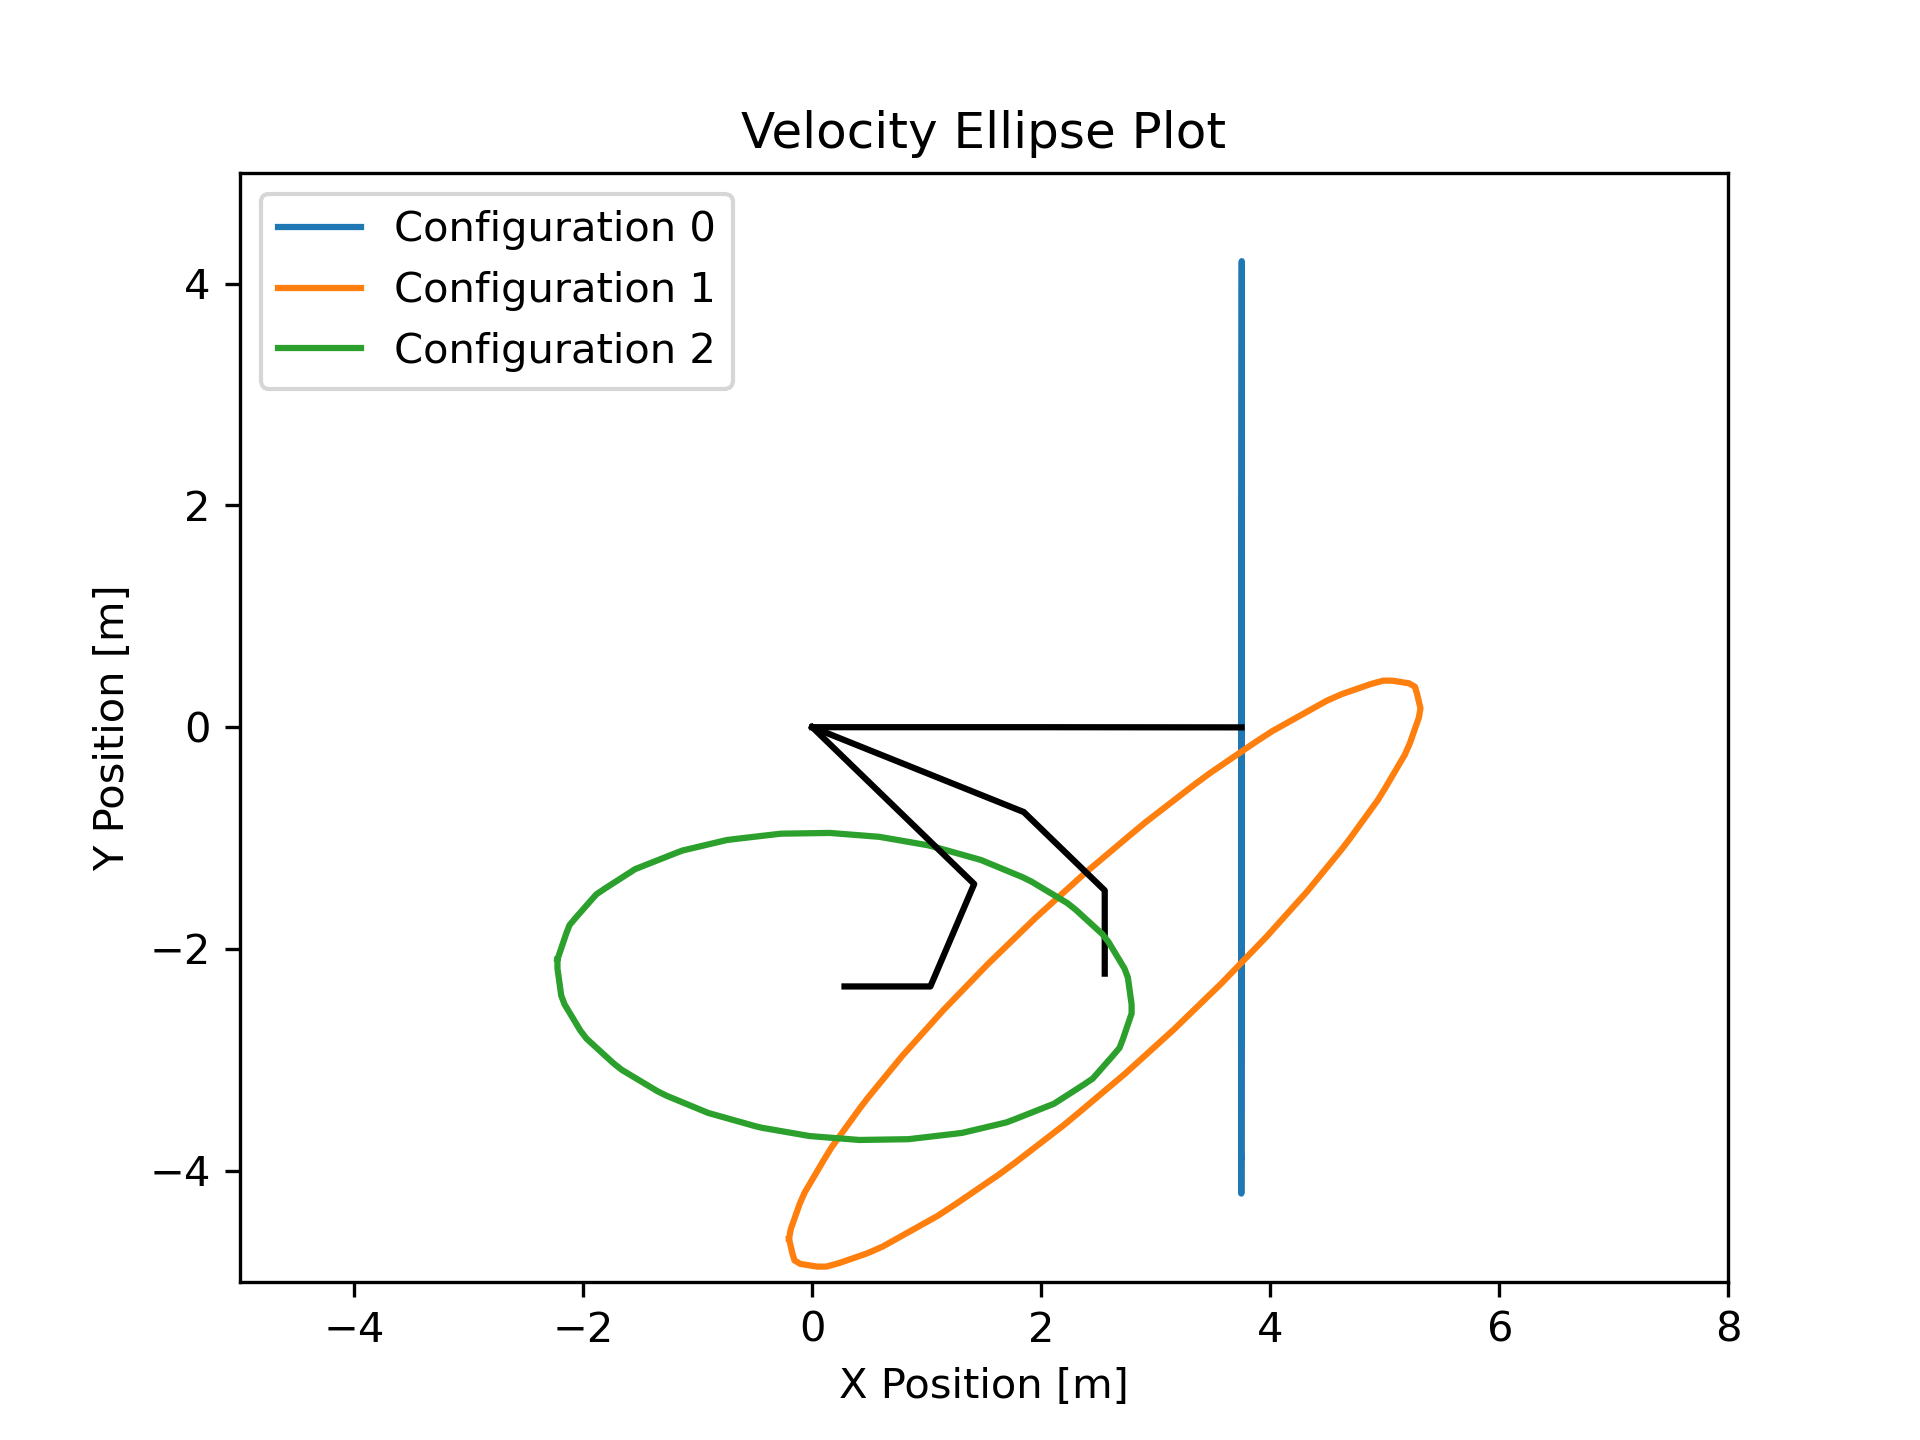 Velocity Ellipse Plot
Configuration 0
Configuration 1
Configuration 2
4
2
0
−2
−4
Y Position [m]
−4 −2 0 2 4 6 8
X Position [m]